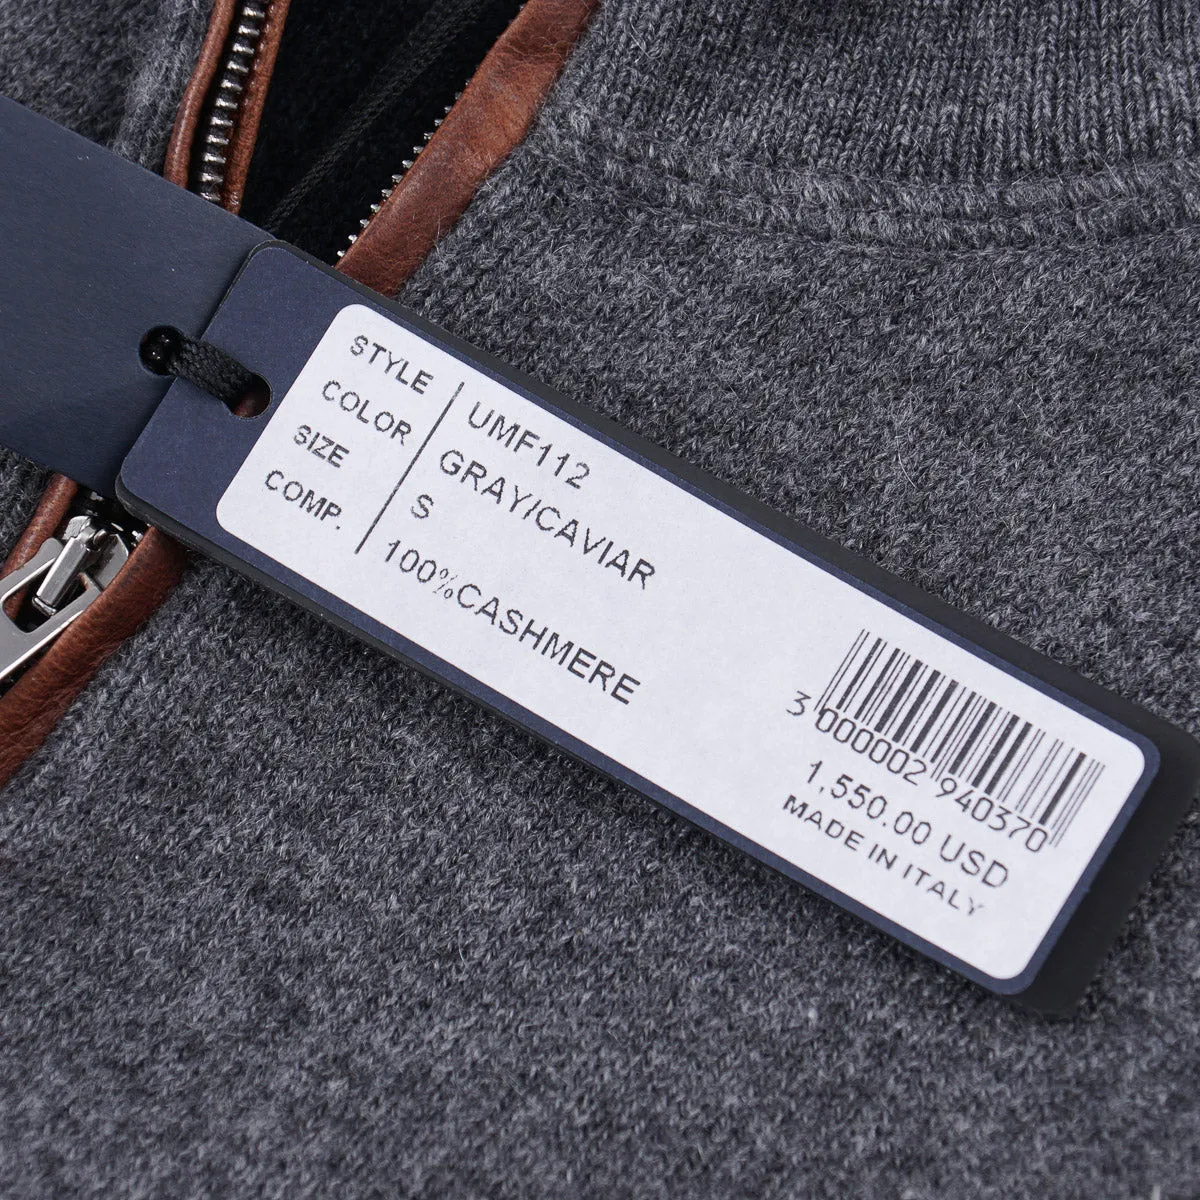 STYLE UMF112
COLOR GRAY/CAVIAR
SIZE S
COMP. 100%CASHMERE
3 000002 940370
1,550.00 USD
MADE IN ITALY